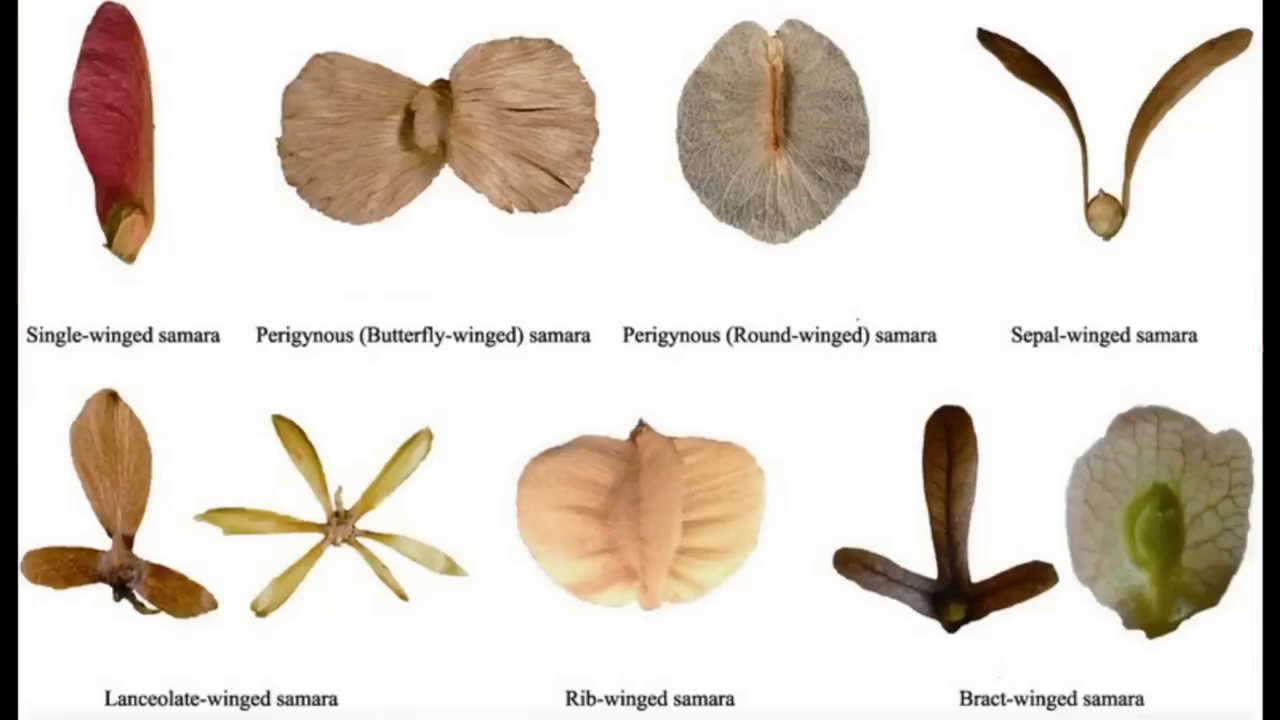 Single-winged samara
Perigynous (Butterfly-winged) samara
Perigynous (Round-winged) samara
Sepal-winged samara
Lanceolate-winged samara
Rib-winged samara
Bract-winged samara